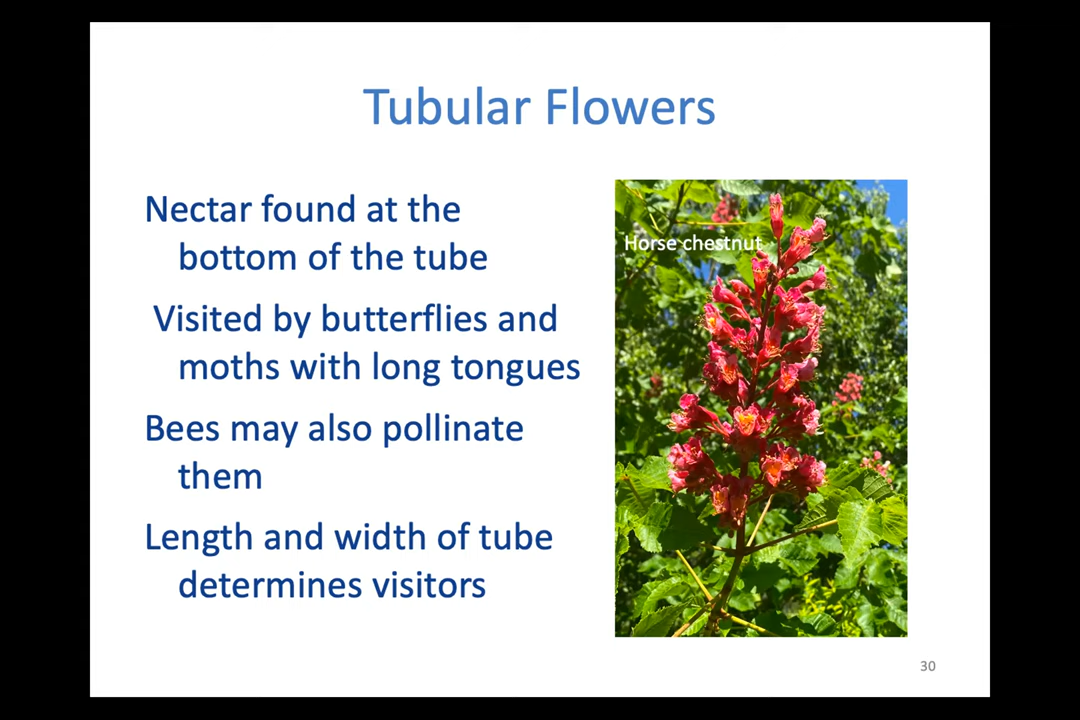 Tubular Flowers
Nectar found at the
bottom of the tube
Visited by butterflies and
moths with long tongues
Bees may also pollinate
them
Length and width of tube
determines visitors
Horse chestnut
30